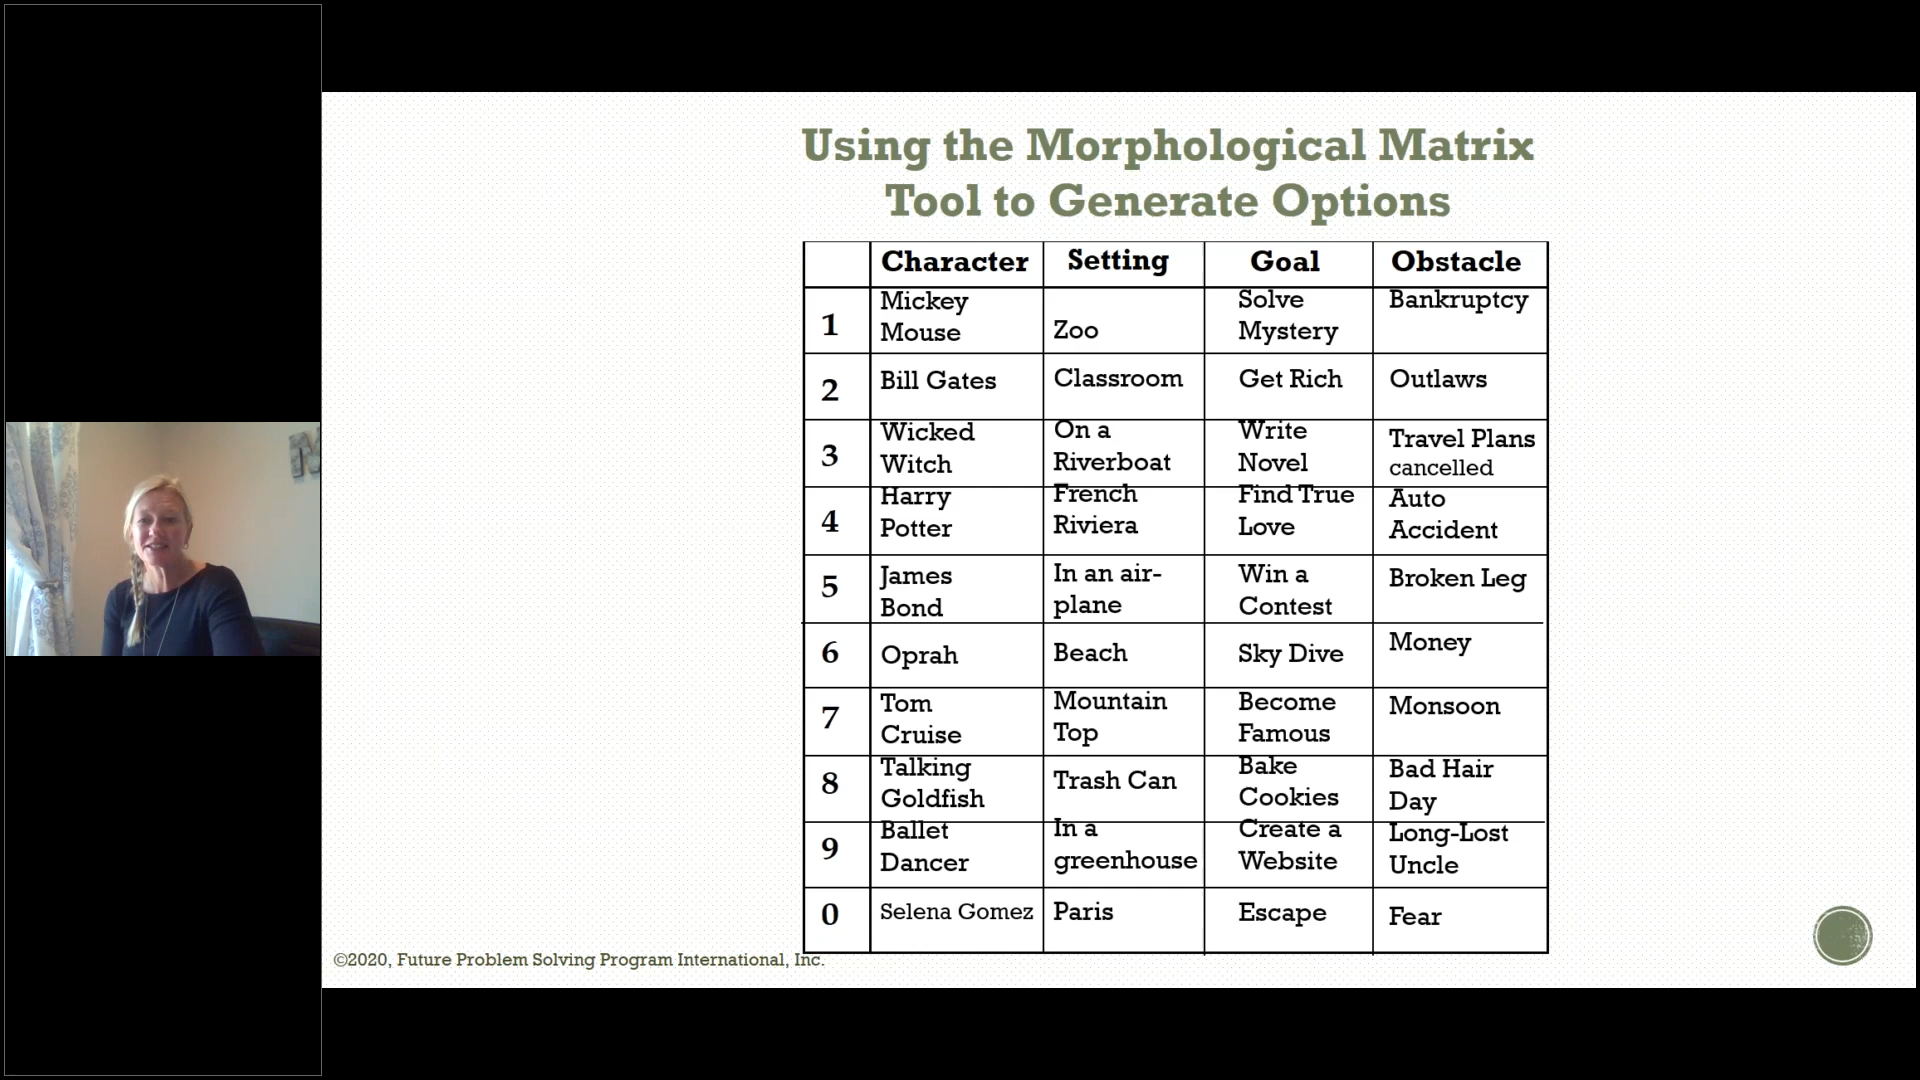 Using the Morphological Matrix
Tool to Generate Options
Character Setting Goal Obstacle
1 Mickey Mouse Zoo Solve Mystery Bankruptcy
2 Bill Gates Classroom Get Rich Outlaws
3 Wicked Witch On a Riverboat Write Novel Travel Plans cancelled
4 Harry Potter French Riviera Find True Love Auto Accident
5 James Bond In an air-plane Win a Contest Broken Leg
6 Oprah Beach Sky Dive Money
7 Tom Cruise Mountain Top Become Famous Monsoon
8 Talking Goldfish Trash Can Bake Cookies Bad Hair Day
9 Ballet Dancer In a greenhouse Create a Website Long-Lost Uncle
0 Selena Gomez Paris Escape Fear
©2020, Future Problem Solving Program International, Inc.